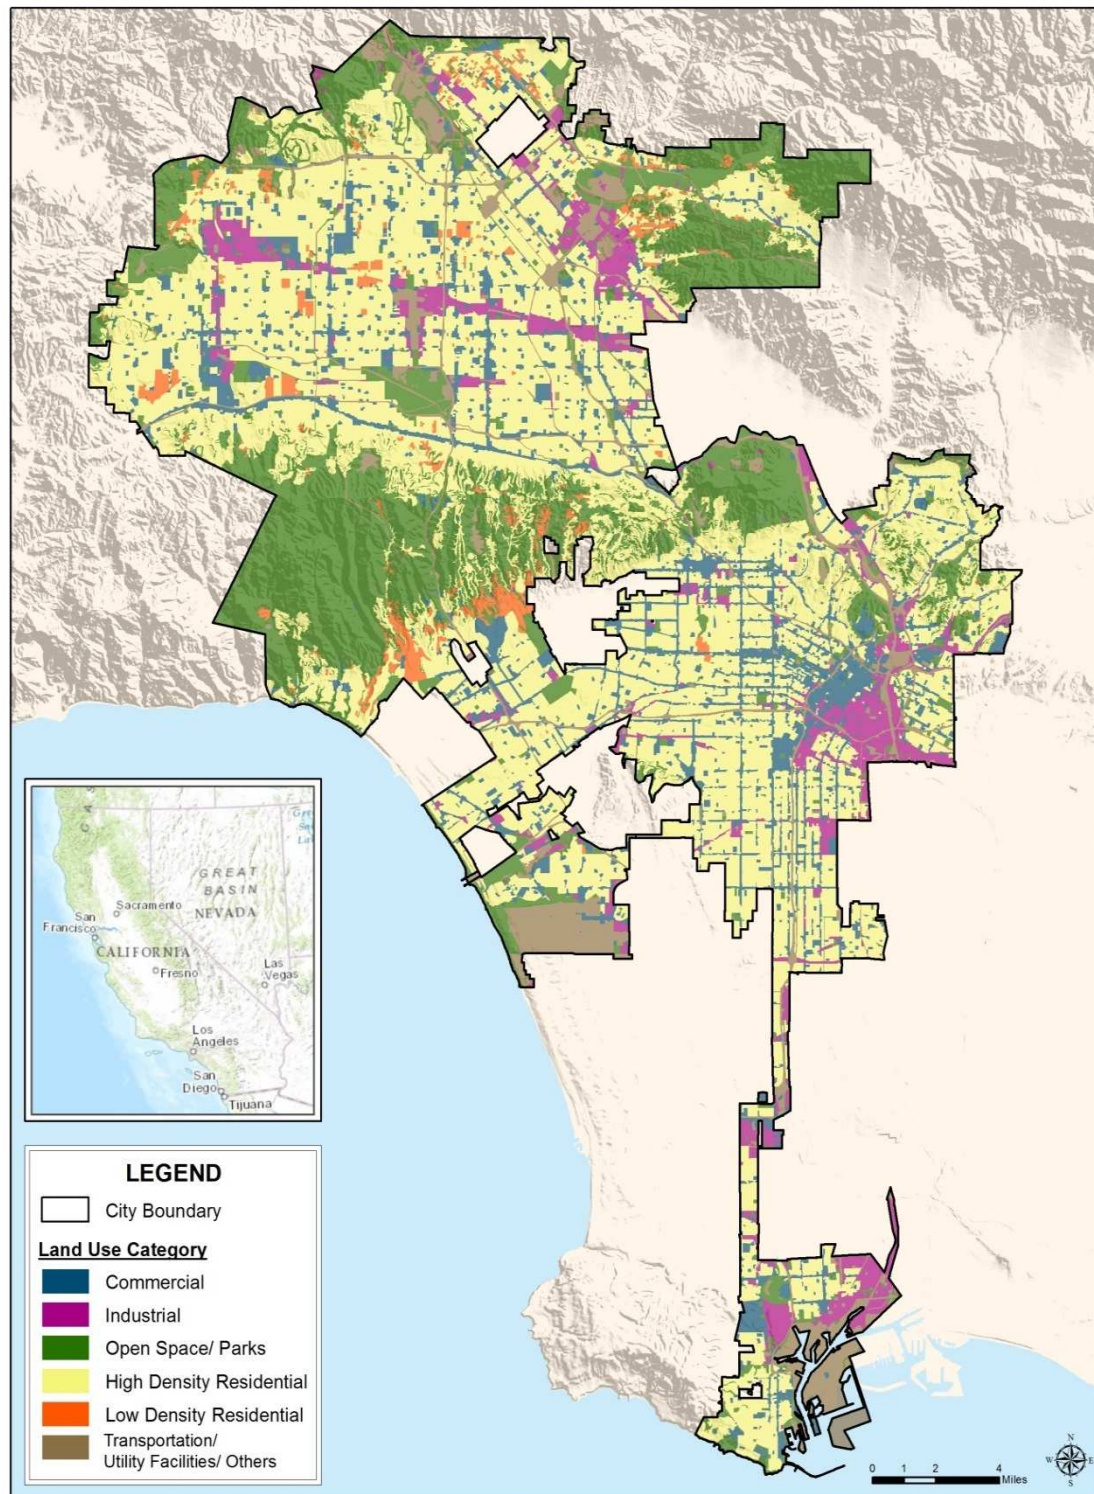 GREAT
BASIN
NEVADA
Sacramento
San
Francisco
CALIFORNIA
Fresno
Las
Vegas
Los
Angeles
San
Diego
Tijuana
LEGEND
City Boundary
Land Use Category
Commercial
Industrial
Open Space/ Parks
High Density Residential
Low Density Residential
Transportation/
Utility Facilities/ Others
0 1 2 4
Miles
N
W E
S